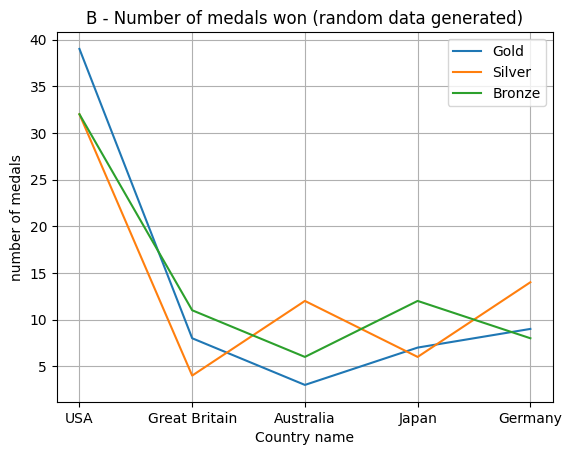 B - Number of medals won (random data generated)
Gold
Silver
Bronze
number of medals
40
35
30
25
20
15
10
5
USA Great Britain Australia Japan Germany
Country name